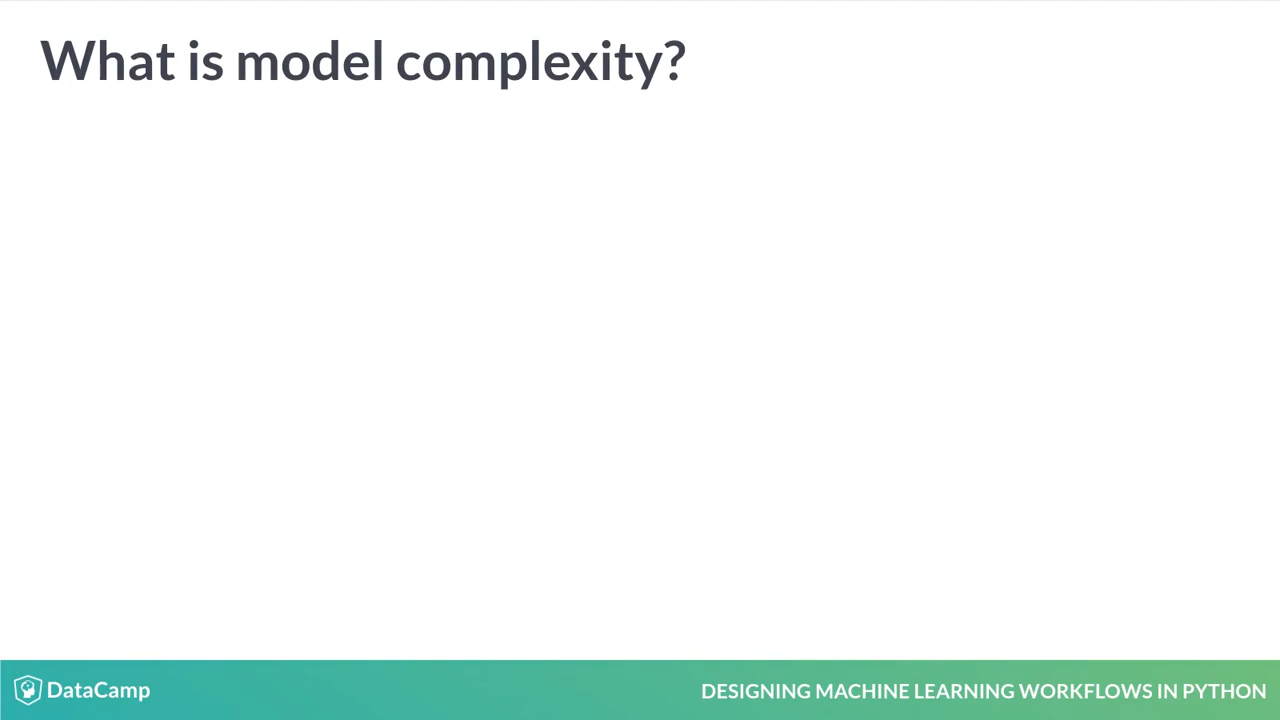 What is model complexity?
DataCamp
DESIGNING MACHINE LEARNING WORKFLOWS IN PYTHON